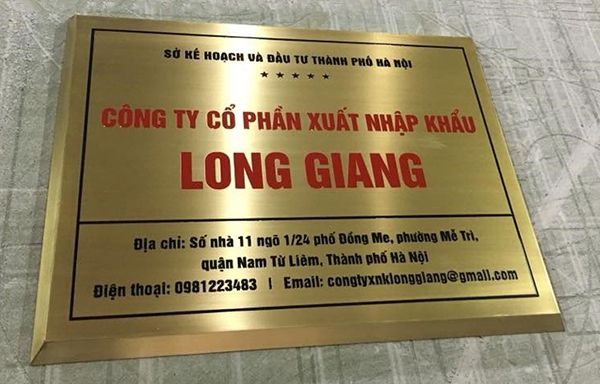 SỞ KẾ HOẠCH VÀ ĐẦU TƯ THÀNH PHỐ HÀ NỘI
★ ★ ★ ★ ★
CÔNG TY CỔ PHẦN XUẤT NHẬP KHẨU
LONG GIANG
Địa chỉ: Số nhà 11 ngõ 1/24 phố Đồng Me, phường Mễ Trì,
quận Nam Từ Liêm, Thành phố Hà Nội
Điện thoại: 0981223483 | Email: congtyxnklonggiang@gmail.com